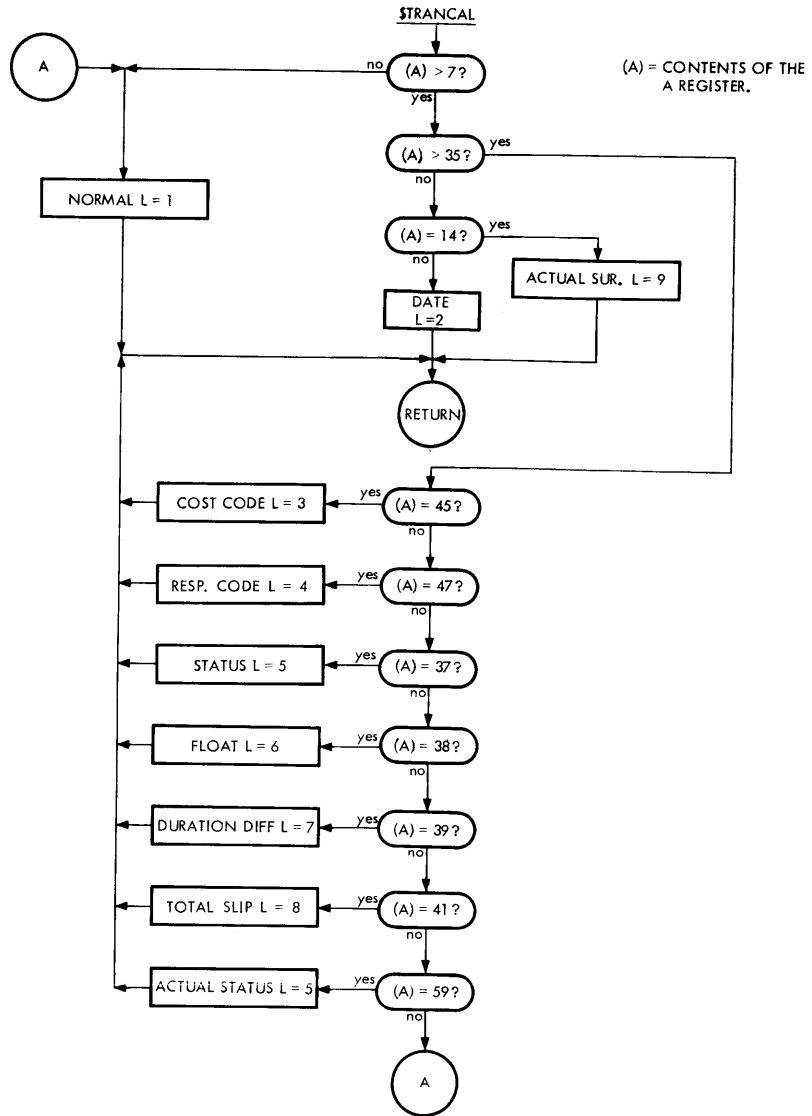 $TRANCAL
A
no
(A) > 7?
(A) = CONTENTS OF THE
A REGISTER.
yes
(A) > 35?
yes
no
NORMAL L = 1
(A) = 14?
yes
no
ACTUAL SUR. L = 9
DATE
L = 2
RETURN
COST CODE L = 3
yes
(A) = 45?
no
RESP. CODE L = 4
yes
(A) = 47?
no
STATUS L = 5
yes
(A) = 37?
no
FLOAT L = 6
yes
(A) = 38?
no
DURATION DIFF L = 7
yes
(A) = 39?
no
TOTAL SLIP L = 8
yes
(A) = 41?
no
ACTUAL STATUS L = 5
yes
(A) = 59?
no
A